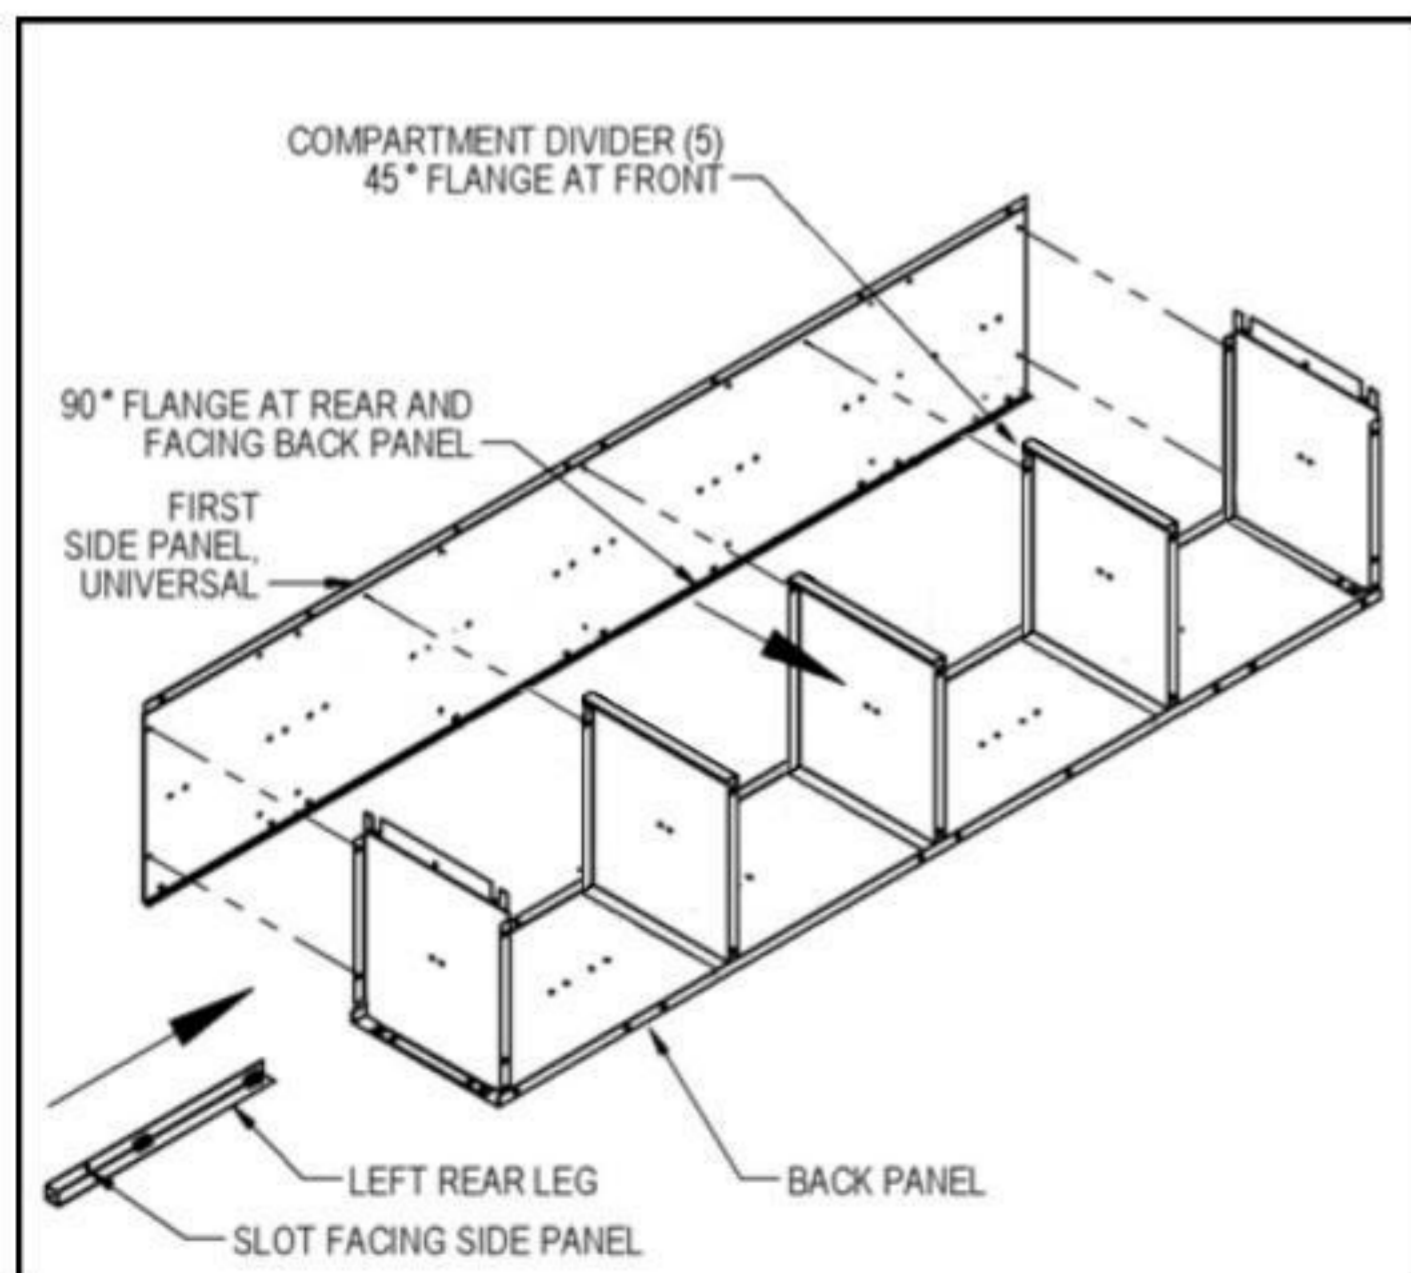 COMPARTMENT DIVIDER (5)
45° FLANGE AT FRONT
90° FLANGE AT REAR AND
FACING BACK PANEL
FIRST
SIDE PANEL,
UNIVERSAL
LEFT REAR LEG
BACK PANEL
SLOT FACING SIDE PANEL